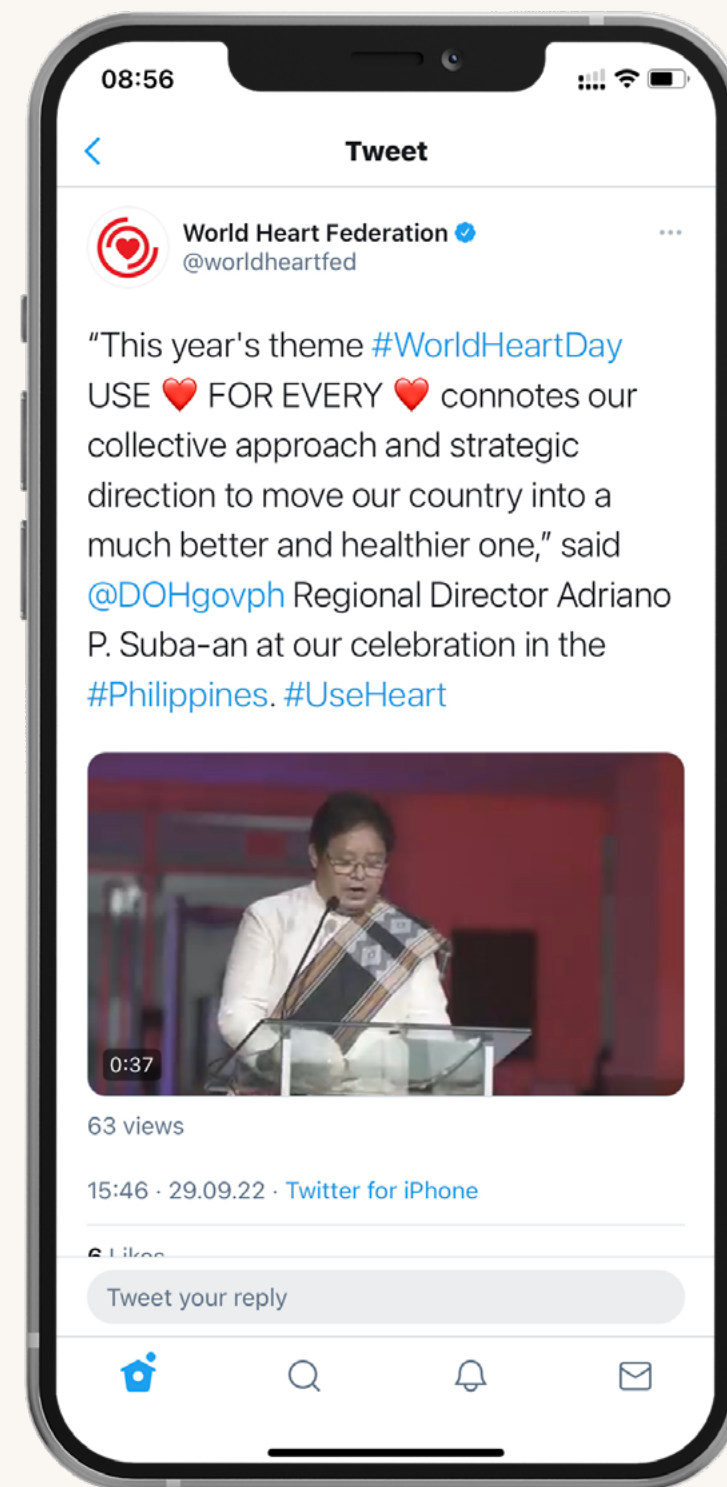 08:56
Tweet
World Heart Federation
@worldheartfed
“This year's theme #WorldHeartDay
USE ❤️ FOR EVERY ❤️ connotes our
collective approach and strategic
direction to move our country into a
much better and healthier one,” said
@DOHgovph Regional Director Adriano
P. Suba-an at our celebration in the
#Philippines. #UseHeart
0:37
63 views
15:46 · 29.09.22 · Twitter for iPhone
6 Likes
Tweet your reply